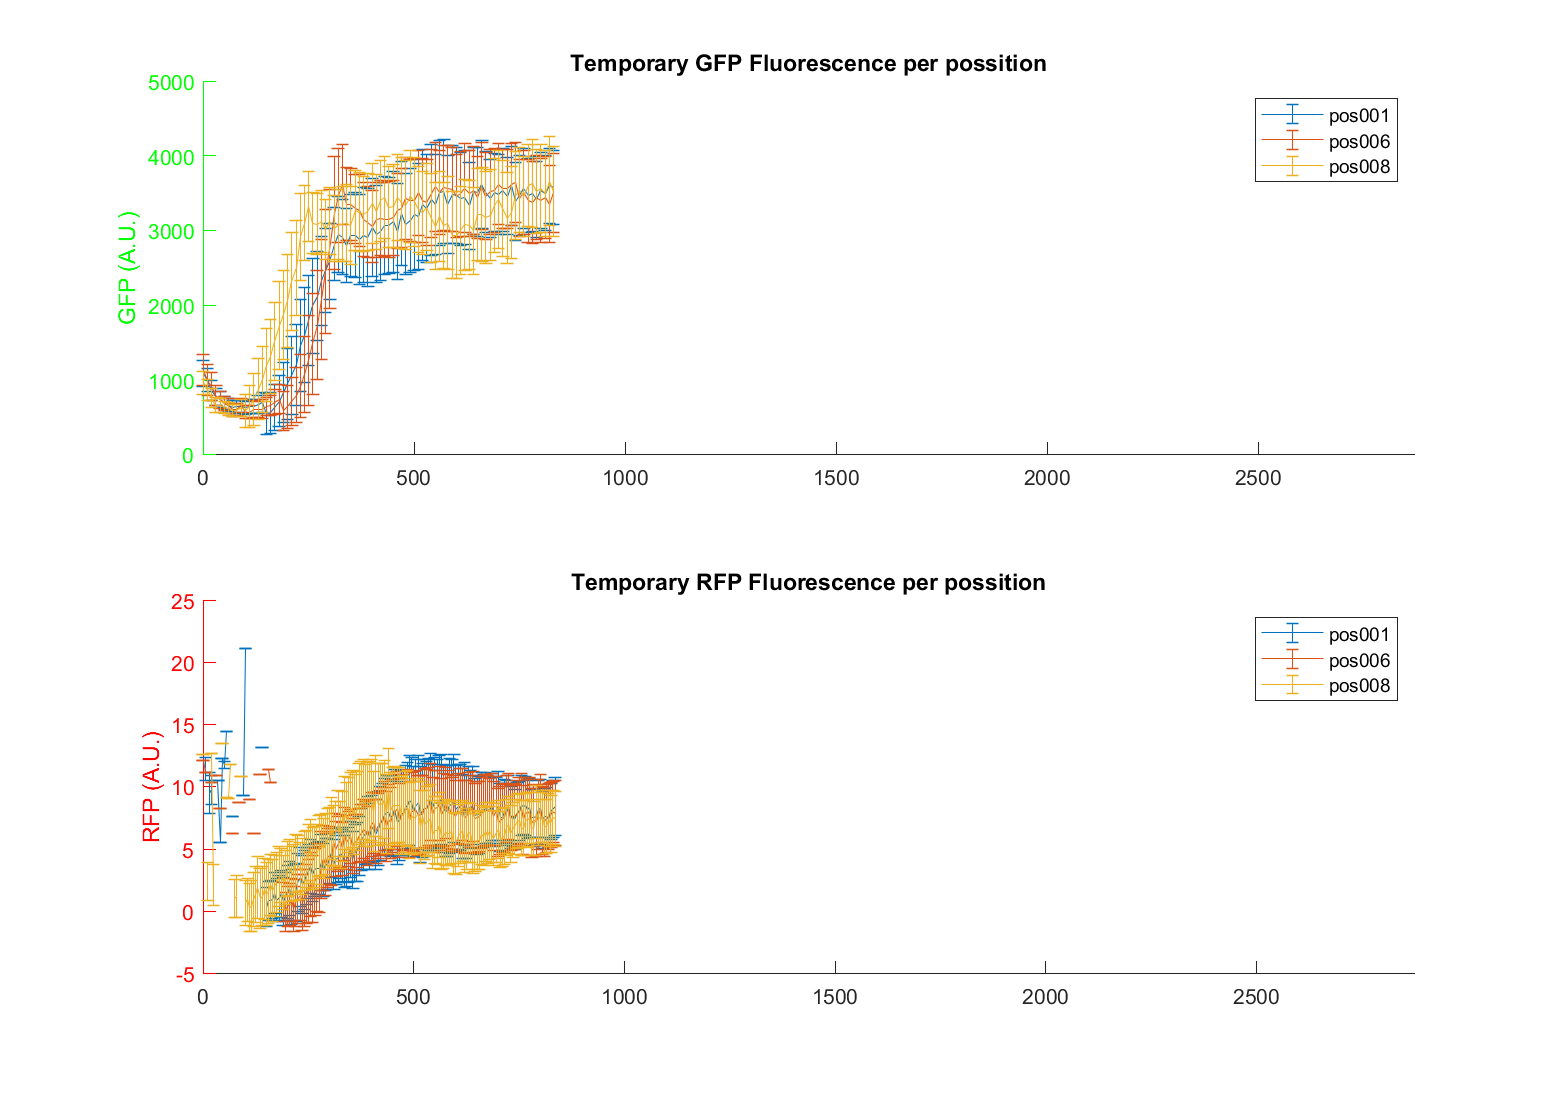 Temporary GFP Fluorescence per possition
5000
4000
3000
2000
1000
0
GFP (A.U.)
0 500 1000 1500 2000 2500
pos001
pos006
pos008
Temporary RFP Fluorescence per possition
25
20
15
10
5
0
-5
RFP (A.U.)
0 500 1000 1500 2000 2500
pos001
pos006
pos008